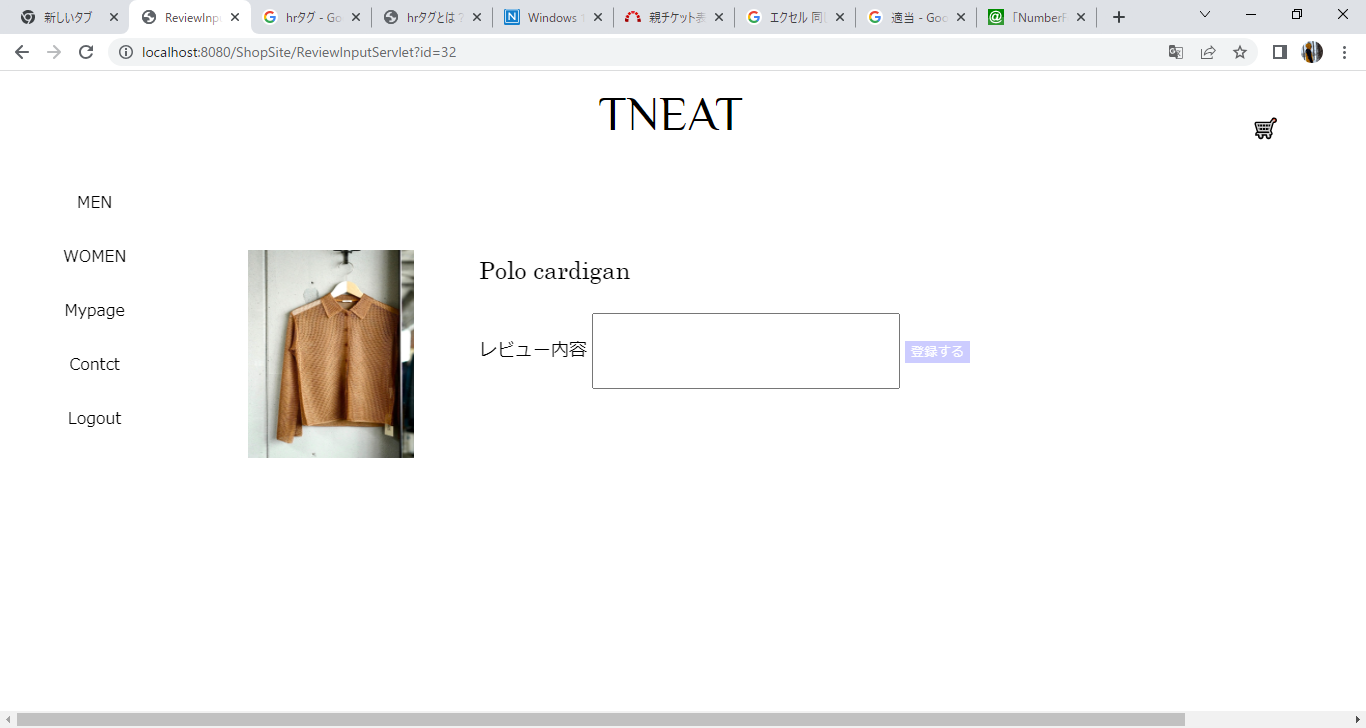 新しいタブ
ReviewInp
hrタグ - Go
hrタグとは?
Windows
親チケット表
エクセル 同
適当 - Goo
「NumberF
localhost:8080/ShopSite/ReviewInputServlet?id=32
TNEAT
MEN
WOMEN
Mypage
Contct
Logout
Polo cardigan
レビュー内容
登録する